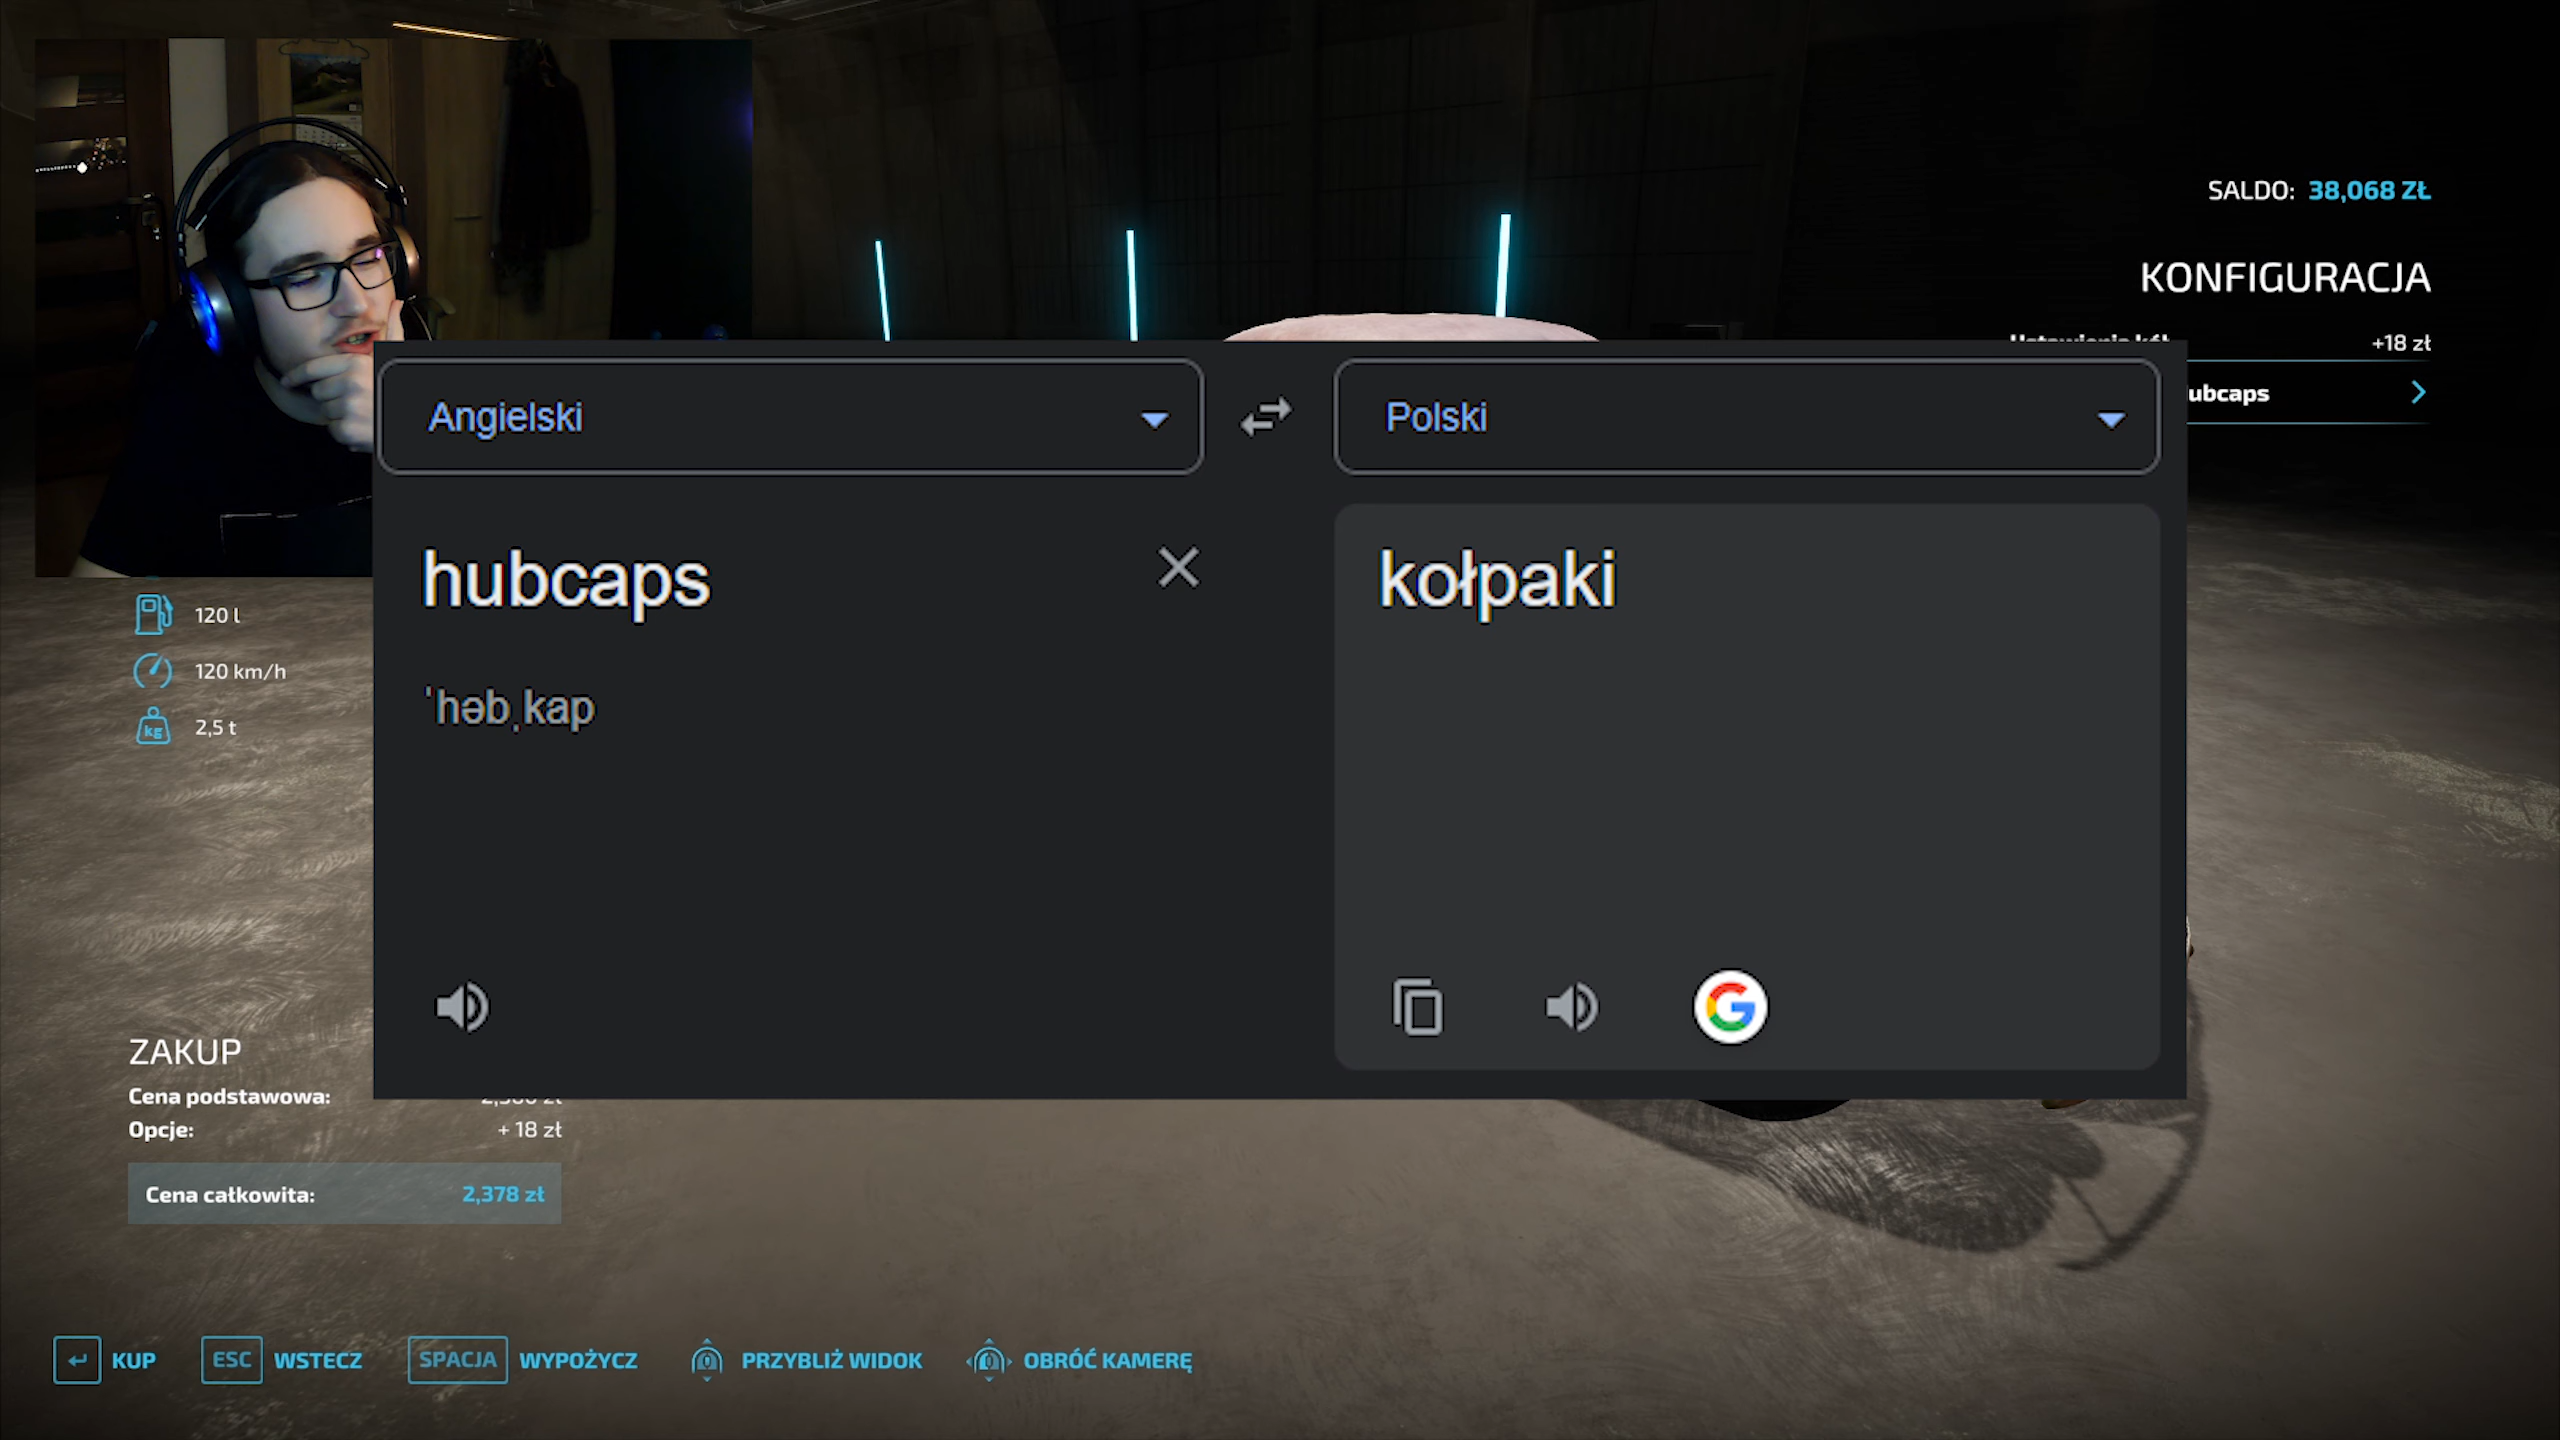 SALDO: 38,068 ZŁ
KONFIGURACJA
+18 zł
ubcaps
Angielski
Polski
hubcaps
kołpaki
ˈhəbˌkap
120 l
120 km/h
kg 2,5 t
ZAKUP
Cena podstawowa:
Opcje: + 18 zł
Cena całkowita: 2,378 zł
KUP ESC WSTECZ SPACJA WYPOŻYCZ PRZYBLIŻ WIDOK OBRÓĆ KAMERĘ